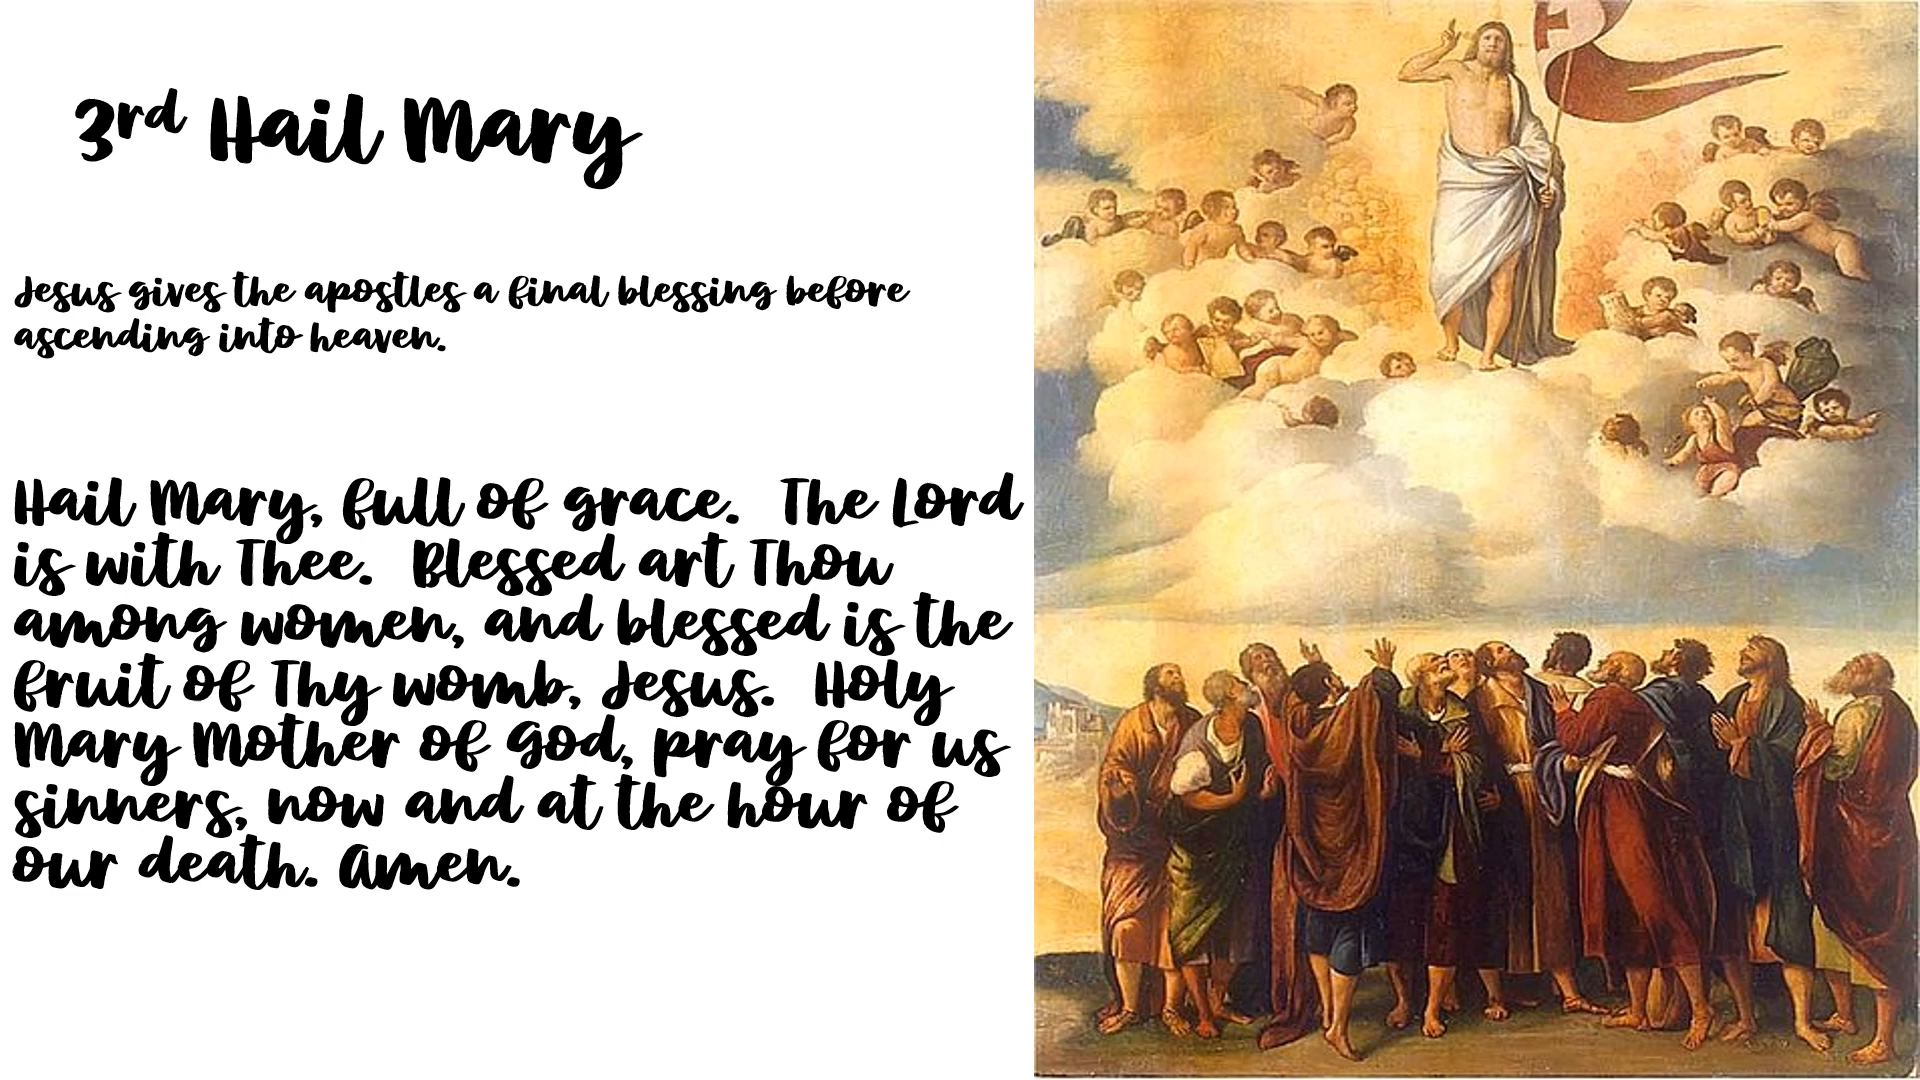 3rd Hail Mary
Jesus gives the apostles a final blessing before
ascending into heaven.
Hail Mary, full of grace.  The Lord
is with Thee.  Blessed art Thou
among women, and blessed is the
fruit of Thy womb, Jesus.  Holy
Mary Mother of God, pray for us
sinners, now and at the hour of
our death. Amen.